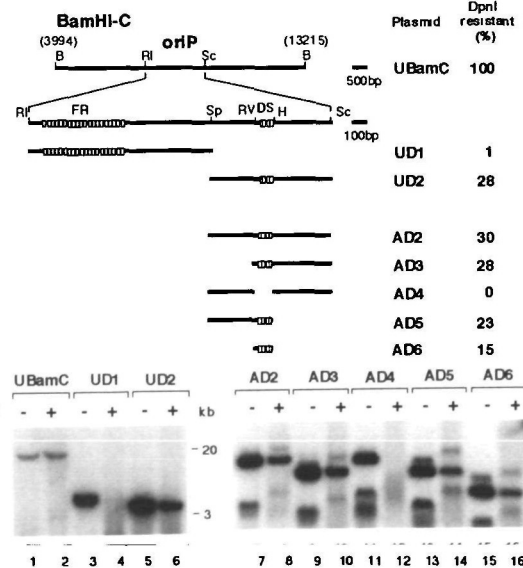 BamHI-C
Plasmid
DpnI resistant (%)
(3994)
oriP
(13215)
B
RI
Sc
B
UBamC 100
500bp
RI
FR
Sp
RV
DS
H
Sc
100bp
UD1 1
UD2 28
AD2 30
AD3 28
AD4 0
AD5 23
AD6 15
UBamC UD1 UD2
- + - + - +
kb
- 20
- 3
1 2 3 4 5 6
AD2 AD3 AD4 AD5 AD6
- + - + - + - + - +
7 8 9 10 11 12 13 14 15 16